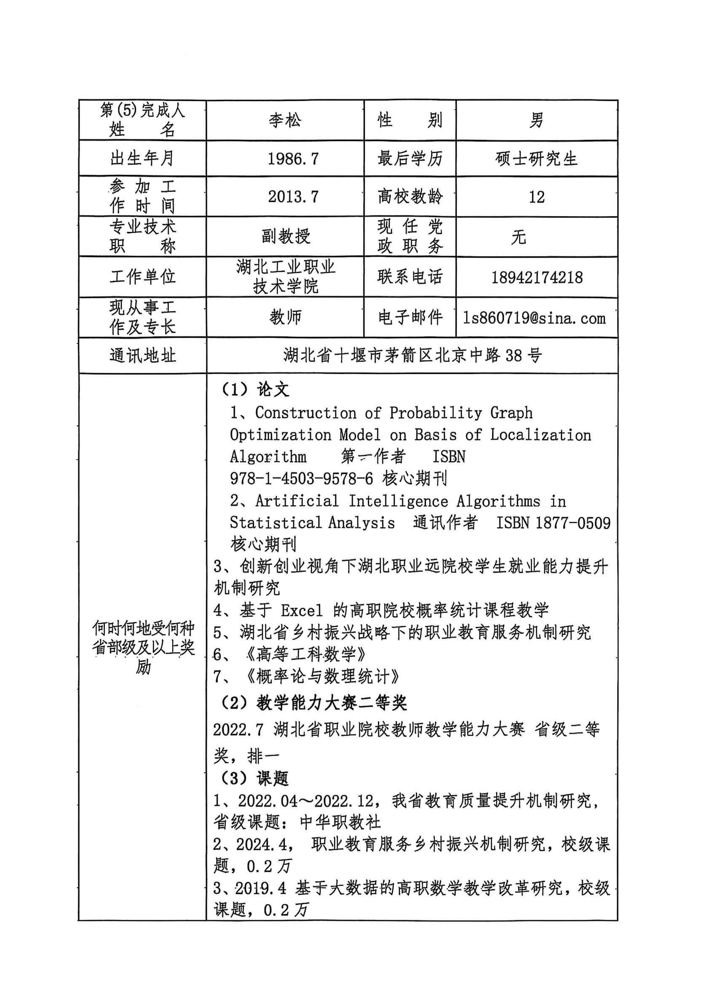 第(5)完成人
姓 名
李松
性 别
男
出生年月
1986.7
最后学历
硕士研究生
参 加 工
作 时 间
2013.7
高校教龄
12
专业技术
职 称
副教授
现 任 党
政 职 务
无
工作单位
湖北工业职业
技术学院
联系电话
18942174218
现从事工
作及专长
教师
电子邮件
ls860719@sina.com
通讯地址
湖北省十堰市茅箭区北京中路 38 号
何时何地受何种
省部级及以上奖
励
（1）论文
1、Construction of Probability Graph
Optimization Model on Basis of Localization
Algorithm 第一作者 ISBN
978-1-4503-9578-6 核心期刊
2、Artificial Intelligence Algorithms in
Statistical Analysis 通讯作者 ISBN 1877-0509
核心期刊
3、创新创业视角下湖北职业远院校学生就业能力提升
机制研究
4、基于 Excel 的高职院校概率统计课程教学
5、湖北省乡村振兴战略下的职业教育服务机制研究
6、《高等工科数学》
7、《概率论与数理统计》
（2）教学能力大赛二等奖
2022.7 湖北省职业院校教师教学能力大赛 省级二等
奖，排一
（3）课题
1、2022.04～2022.12，我省教育质量提升机制研究，
省级课题：中华职教社
2、2024.4， 职业教育服务乡村振兴机制研究，校级课
题，0.2 万
3、2019.4 基于大数据的高职数学教学改革研究，校级
课题，0.2 万